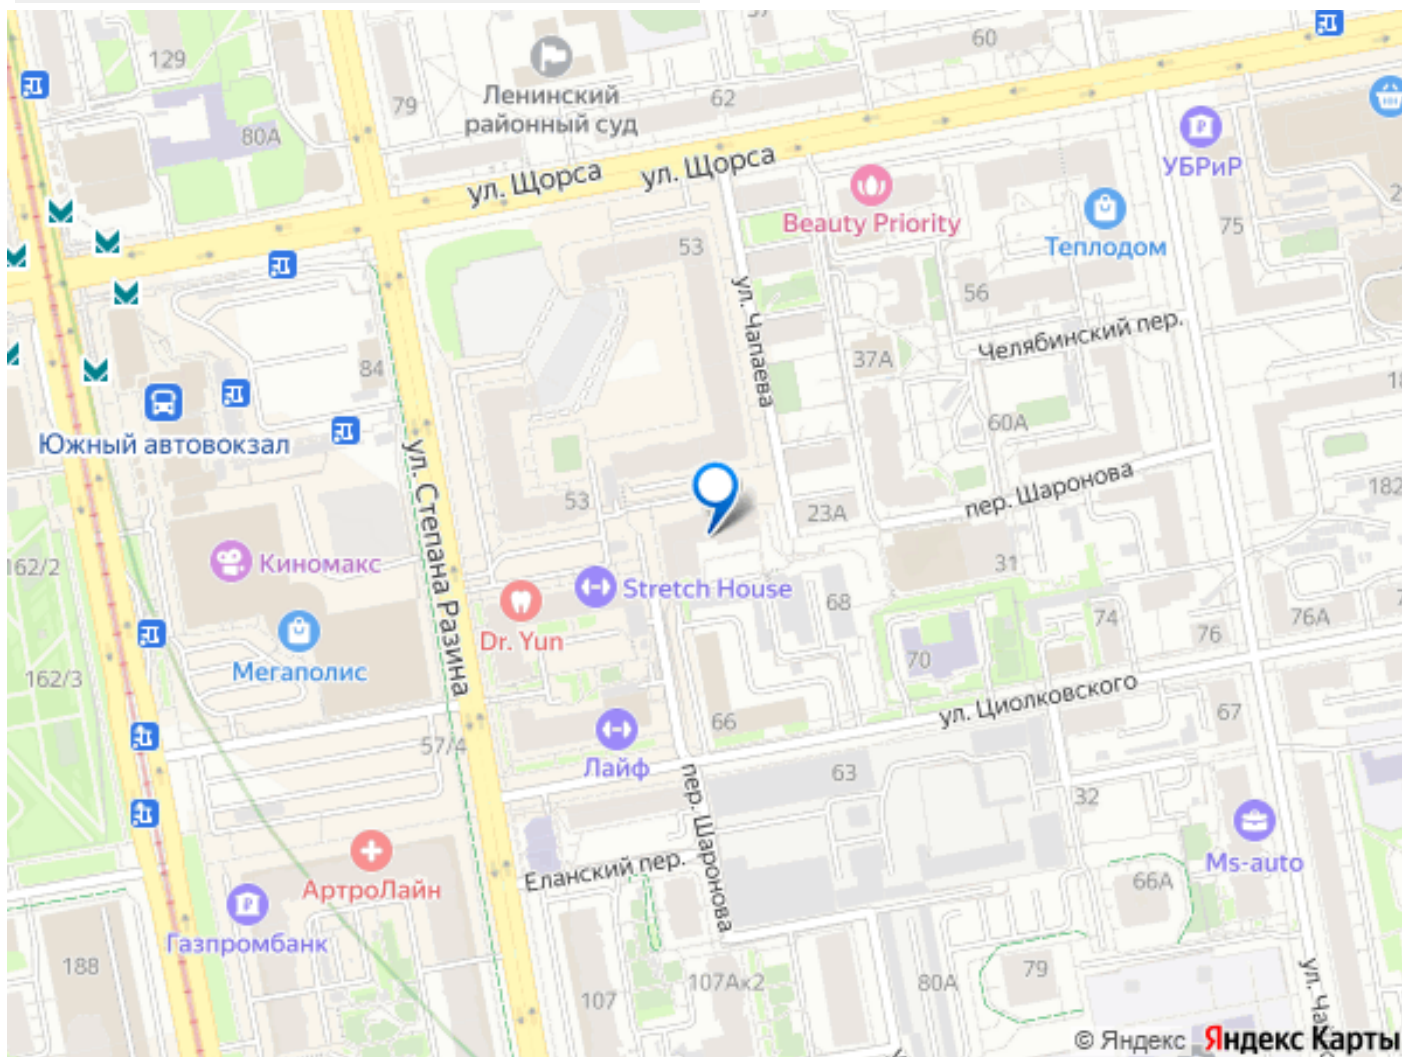 60
129
79
62
Ленинский
районный суд
80А
ул. Щорса
ул. Щорса
УБРиР
Beauty Priority
Теплодом
75
53
56
ул. Чапаева
Челябинский пер.
37А
84
60А
Южный автовокзал
ул. Степана Разина
пер. Шаронова
53
23А
182
162/2
Киномакс
31
Stretch House
68
74
76А
Dr. Yun
76
Мегаполис
70
162/3
ул. Циолковского
66
67
57/4
Лайф
63
32
пер. Шаронова
Ms-auto
Еланский пер.
АртроЛайн
66А
Газпромбанк
188
79
107Ак2
80А
107
ул. Ча
© Яндекс Яндекс Карты